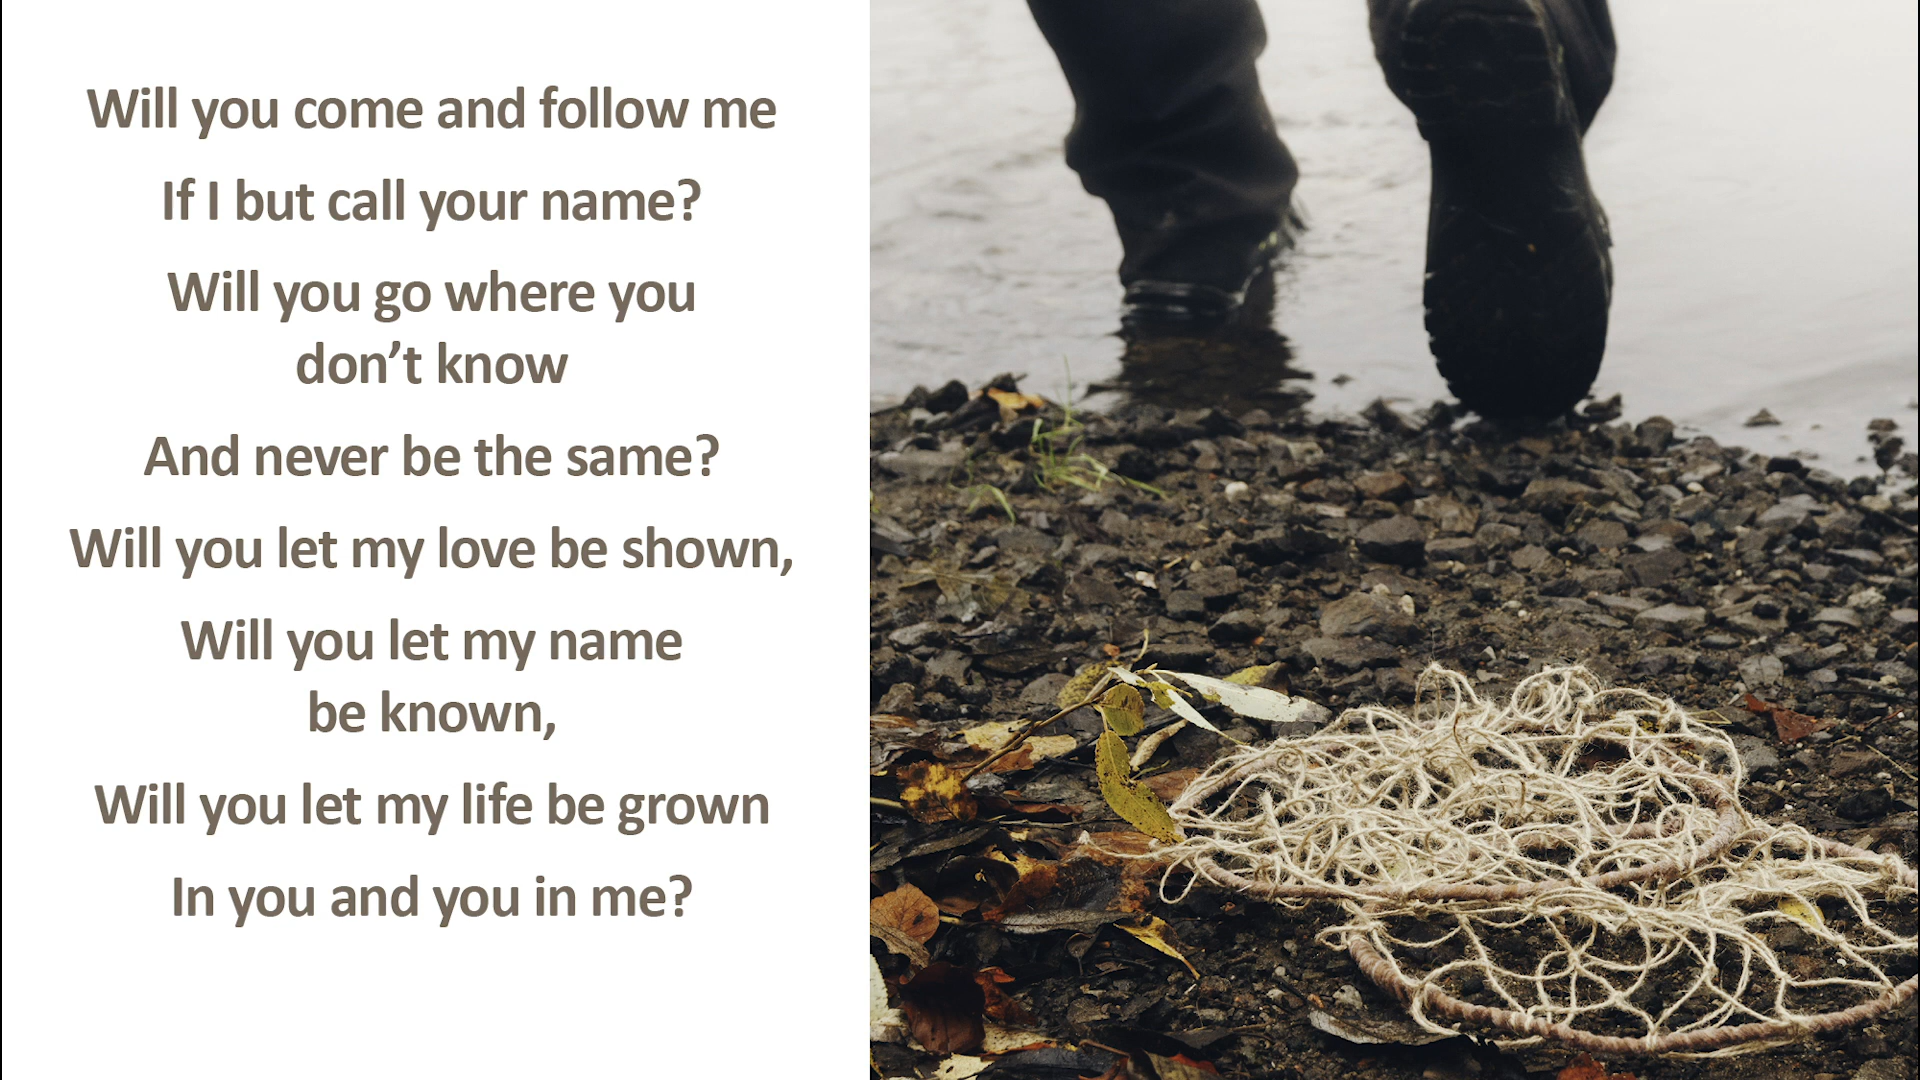 Will you come and follow me
If I but call your name?
Will you go where you
don’t know
And never be the same?
Will you let my love be shown,
Will you let my name
be known,
Will you let my life be grown
In you and you in me?